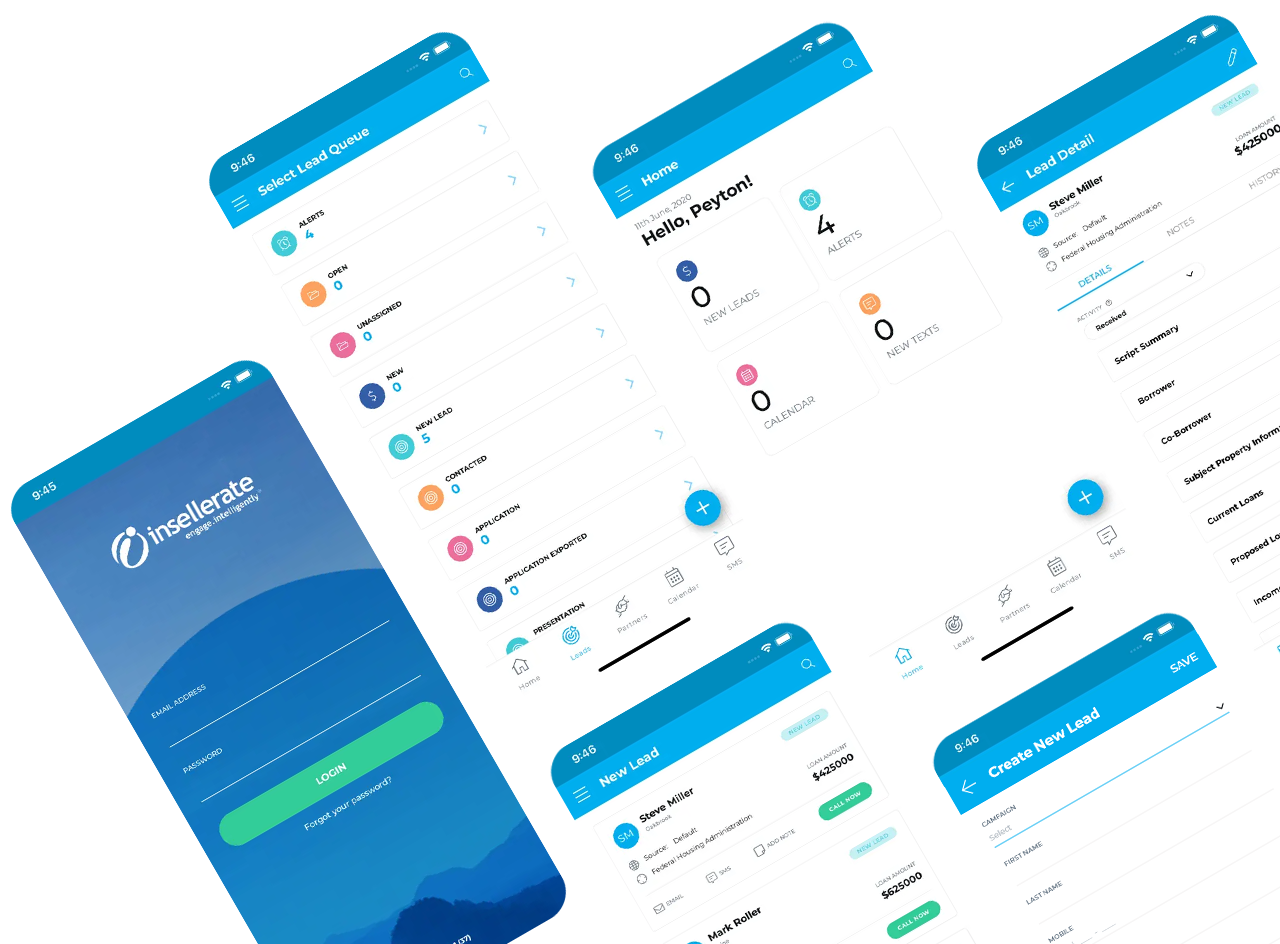 9:45
insellerate
engage.intelligently
EMAIL ADDRESS
PASSWORD
LOGIN
Forgot your password?
9:46
Select Lead Queue
ALERTS
4
OPEN
0
UNASSIGNED
0
NEW
0
NEW LEAD
5
CONTACTED
0
APPLICATION
0
APPLICATION EXPORTED
0
PRESENTATION
Home
Leads
Partners
Calendar
SMS
9:46
Home
11th June, 2020
Hello, Peyton!
0
NEW LEADS
4
ALERTS
0
CALENDAR
0
NEW TEXTS
Home
Leads
Partners
Calendar
SMS
9:46
Lead Detail
NEW LEAD
SM
Steve Miller
Oakbrook
LOAN AMOUNT
$425000
Source: Default
Federal Housing Administration
DETAILS
NOTES
HISTORY
ACTIVITY
Received
Script Summary
Borrower
Co-Borrower
Subject Property Inform
Current Loans
Proposed Loa
Income
9:46
New Lead
NEW LEAD
SM
Steve Miller
Oakbrook
LOAN AMOUNT
$425000
Source: Default
Federal Housing Administration
CALL NOW
EMAIL
SMS
ADD NOTE
NEW LEAD
Mark Roller
LOAN AMOUNT
$625000
CALL NOW
9:46
Create New Lead
SAVE
CAMPAIGN
Select
FIRST NAME
LAST NAME
MOBILE